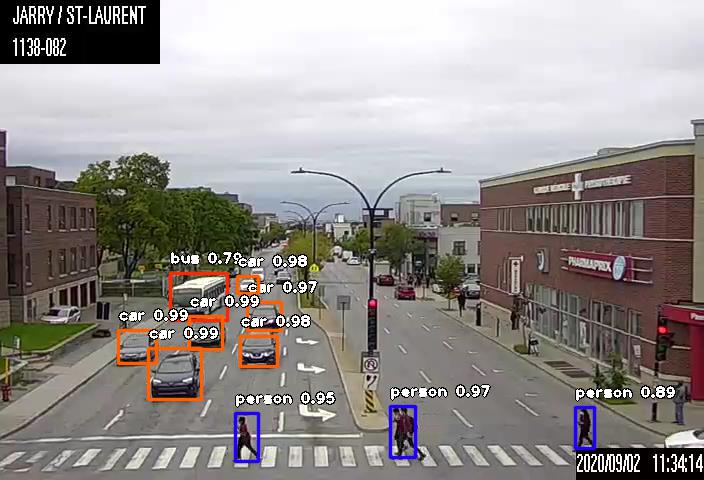 JARRY / ST-LAURENT
1138-082
bus 0.79
car 0.98
car 0.97
car 0.99
car 0.99
car 0.99
car 0.98
PHARMAPRIX
person 0.95
person 0.97
person 0.89
2020/09/02 11:34:14